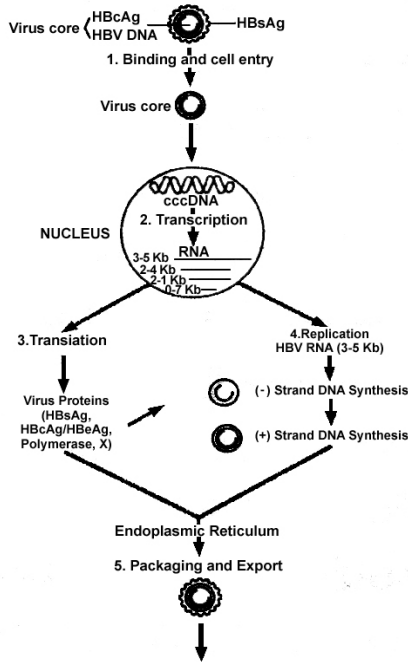 Virus core
HBcAg
HBV DNA
HBsAg
1. Binding and cell entry
Virus core
cccDNA
2. Transcription
NUCLEUS
RNA
3-5 Kb
2-4 Kb
2-1 Kb
0-7 Kb
3.Transiation
4.Replication
HBV RNA (3-5 Kb)
Virus Proteins
(HBsAg,
HBcAg/HBeAg,
Polymerase, X)
(-) Strand DNA Synthesis
(+) Strand DNA Synthesis
Endoplasmic Reticulum
5. Packaging and Export